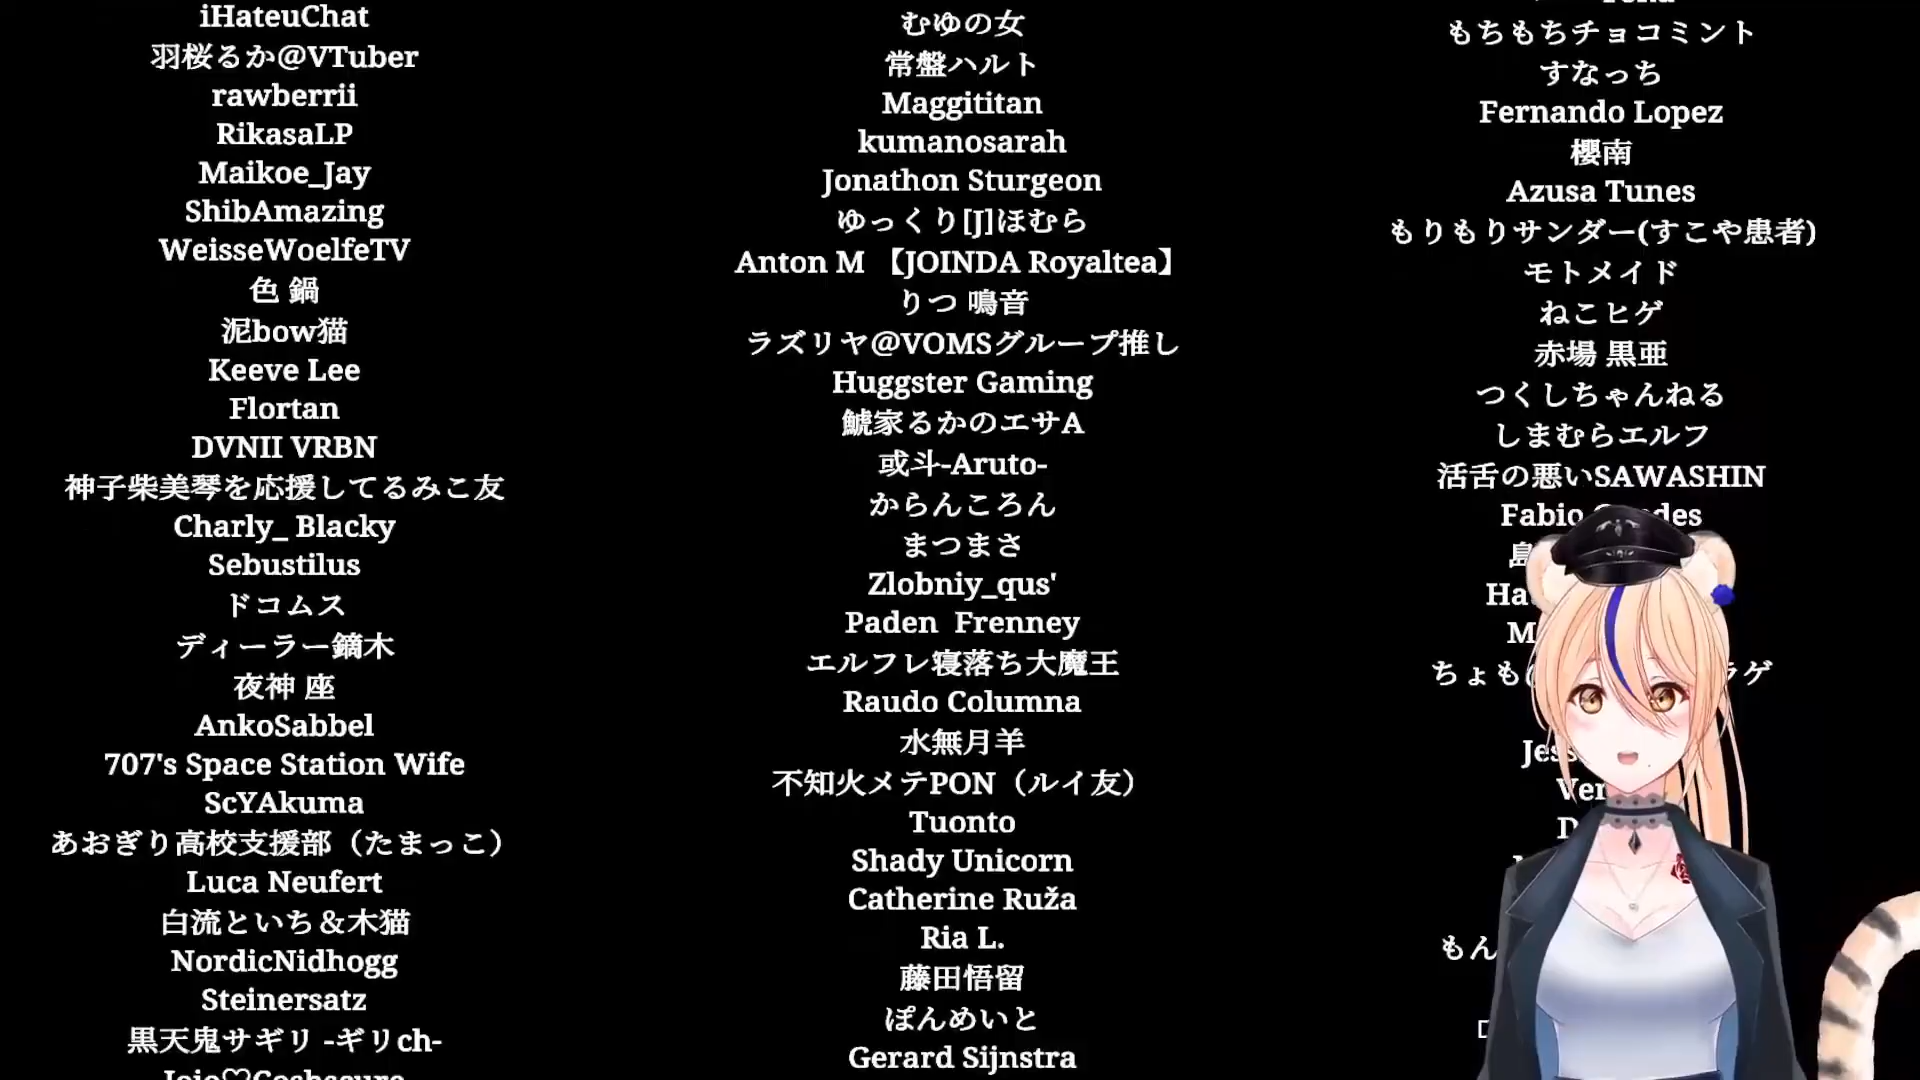 iHateuChat
羽桜るか@VTuber
rawberrii
RikasaLP
Maikoe_Jay
ShibAmazing
WeisseWoelfeTV
色 鍋
泥bow猫
Keeve Lee
Flortan
DVNII VRBN
神子柴美琴を応援してるみこ友
Charly_ Blacky
Sebustilus
ドコムス
ディーラー鏑木
夜神 座
AnkoSabbel
707's Space Station Wife
ScYAkuma
あおぎり高校支援部（たまっこ）
Luca Neufert
白流といち＆木猫
NordicNidhogg
Steinersatz
黒天鬼サギリ -ギリch-
むゆの女
常盤ハルト
Maggititan
kumanosarah
Jonathon Sturgeon
ゆっくり[J]ほむら
Anton M 【JOINDA Royaltea】
りつ 鳴音
ラズリヤ@VOMSグループ推し
Huggster Gaming
鯱家るかのエサA
或斗-Aruto-
からんころん
まつまさ
Zlobniy_qus'
Paden  Frenney
エルフレ寝落ち大魔王
Raudo Columna
水無月羊
不知火メテPON（ルイ友）
Tuonto
Shady Unicorn
Catherine Ruža
Ria L.
藤田悟留
ぽんめいと
Gerard Sijnstra
もちもちチョコミント
すなっち
Fernando Lopez
櫻南
Azusa Tunes
もりもりサンダー(すこや患者)
モトメイド
ねこヒゲ
赤場 黒亜
つくしちゃんねる
しまむらエルフ
活舌の悪いSAWASHIN
Fabio